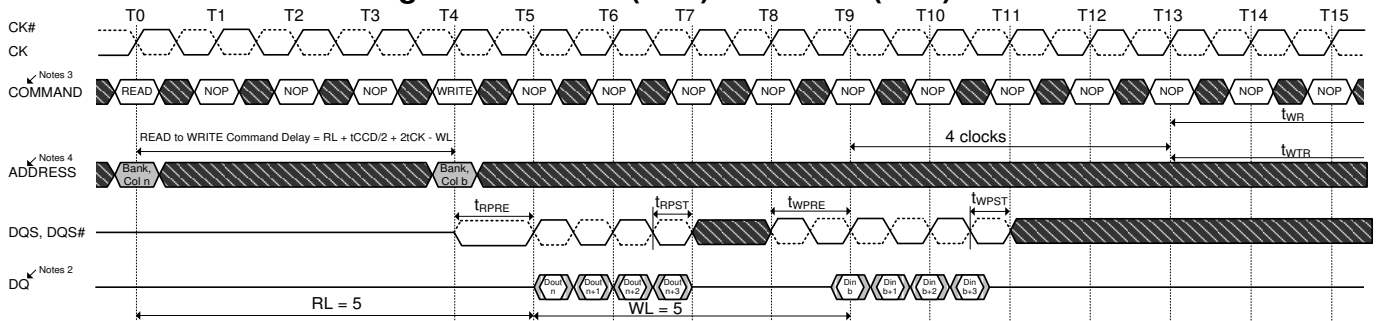 T0 T1 T2 T3 T4 T5 T6 T7 T8 T9 T10 T11 T12 T13 T14 T15
CK#
CK
Notes 3
COMMAND
READ NOP NOP NOP WRITE NOP NOP NOP NOP NOP NOP NOP NOP NOP NOP NOP
tWR
READ to WRITE Command Delay = RL + tCCD/2 + 2tCK - WL
4 clocks
Notes 4
ADDRESS
tWTR
Bank, Col n
Bank, Col b
tRPRE
tRPST
tWPRE
tWPST
DQS, DQS#
Notes 2
DQ
Dout n
Dout n+1
Dout n+2
Dout n+3
Din b
Din b+1
Din b+2
Din b+3
RL = 5
WL = 5